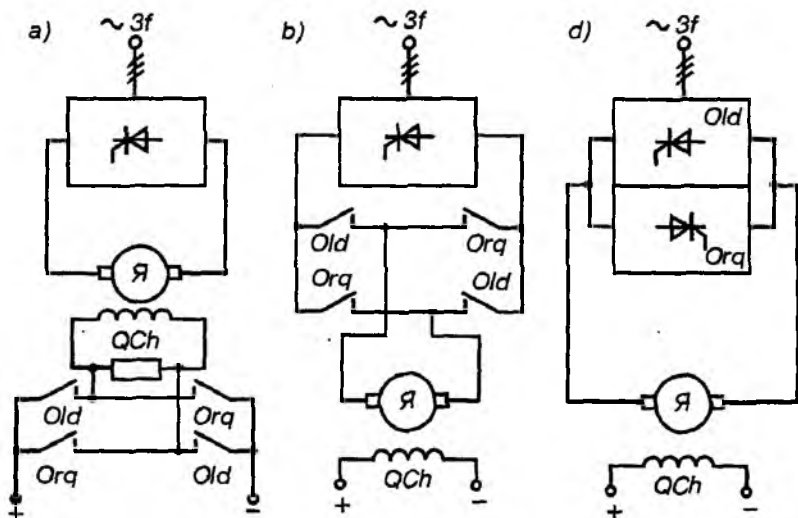 a) ~ 3f
Я
QCh
Old Orq
Orq Old
+ -
b) ~ 3f
Old Orq
Orq Old
Я
QCh
+ -
d) ~ 3f
Old
Orq
Я
QCh
+ -